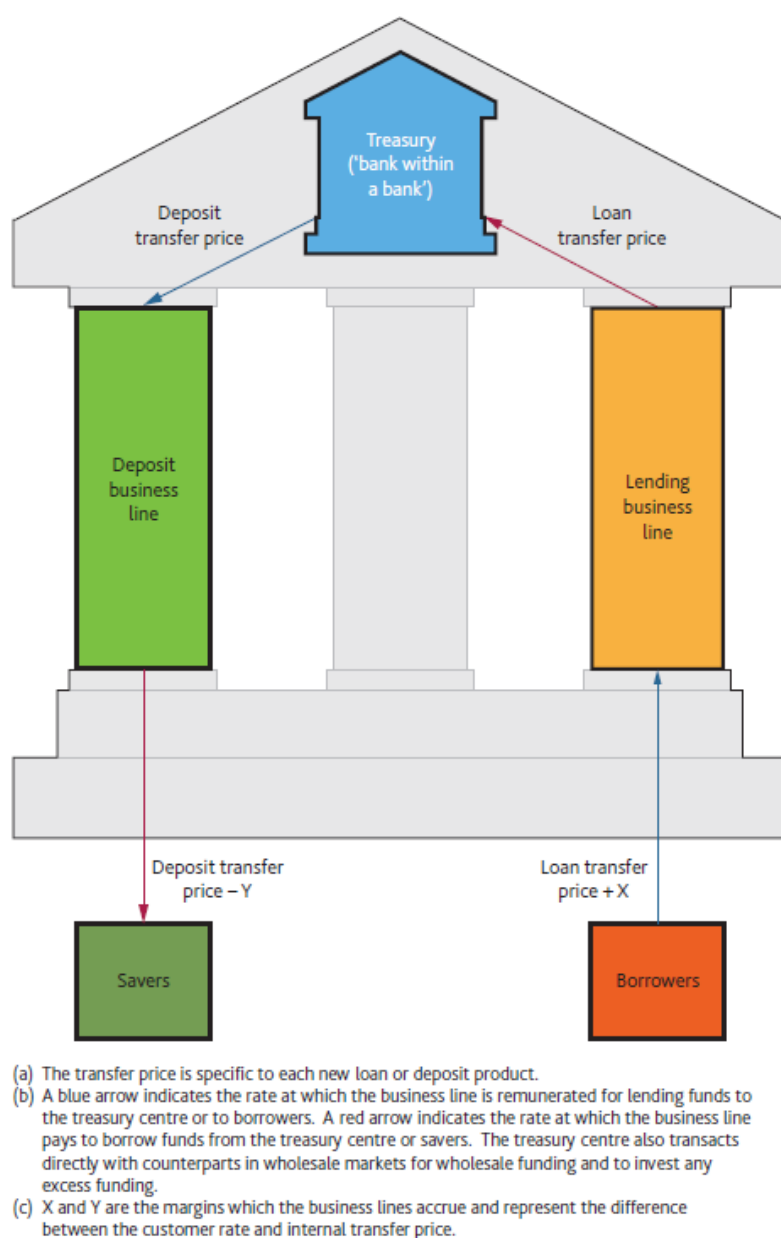 Treasury
('bank within
a bank')
Deposit
transfer price
Loan
transfer price
Deposit
business
line
Lending
business
line
Deposit transfer
price – Y
Loan transfer
price + X
Savers
Borrowers
(a) The transfer price is specific to each new loan or deposit product.
(b) A blue arrow indicates the rate at which the business line is remunerated for lending funds to
the treasury centre or to borrowers. A red arrow indicates the rate at which the business line
pays to borrow funds from the treasury centre or savers. The treasury centre also transacts
directly with counterparts in wholesale markets for wholesale funding and to invest any
excess funding.
(c) X and Y are the margins which the business lines accrue and represent the difference
between the customer rate and internal transfer price.